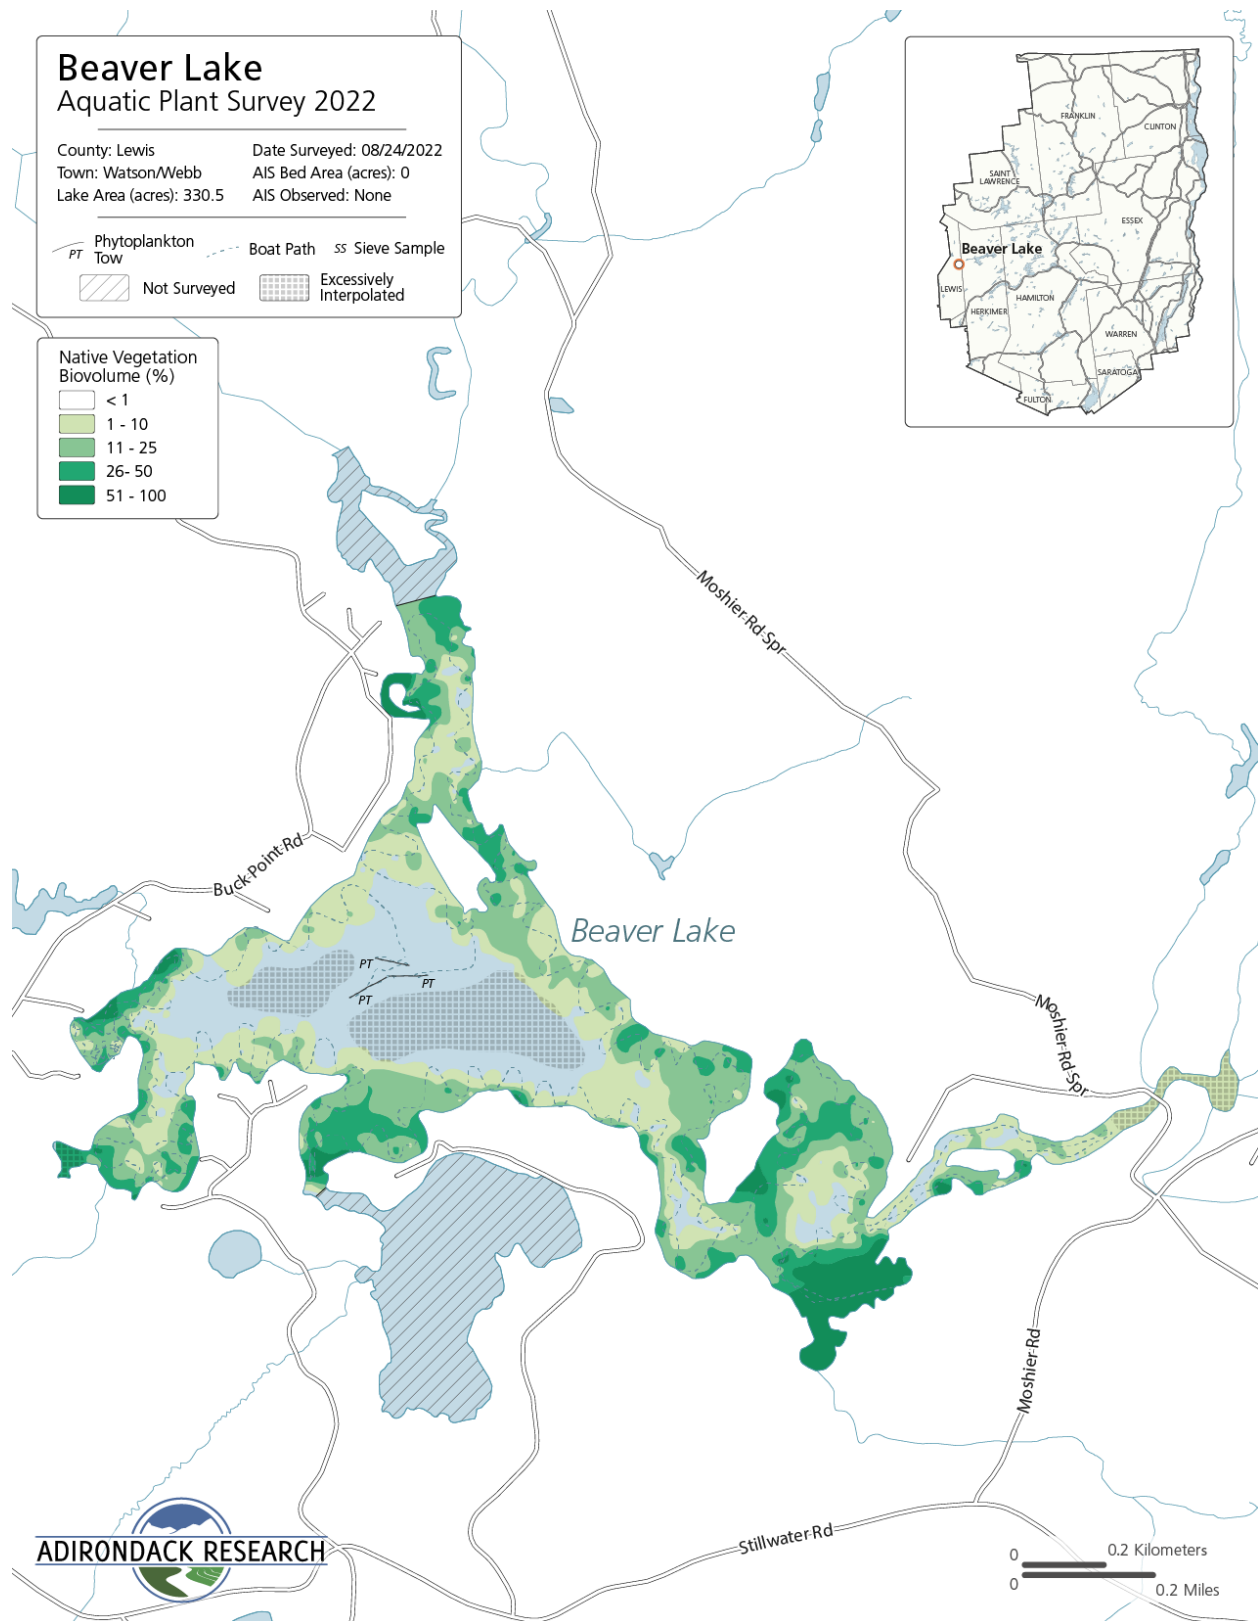 Beaver Lake
Aquatic Plant Survey 2022
County: Lewis
Date Surveyed: 08/24/2022
Town: Watson/Webb
AIS Bed Area (acres): 0
Lake Area (acres): 330.5
AIS Observed: None
PT
Phytoplankton
Tow
Boat Path
SS
Sieve Sample
Not Surveyed
Excessively
Interpolated
Native Vegetation
Biovolume (%)
< 1
1 - 10
11 - 25
26- 50
51 - 100
FRANKLIN
CLINTON
SAINT
LAWRENCE
ESSEX
Beaver Lake
LEWIS
HAMILTON
HERKIMER
WARREN
SARATOGA
FULTON
Moshier-Rd-Spr
Buck-Point-Rd
Beaver Lake
PT
PT
PT
Moshier-Rd-Spr
Moshier-Rd
Stillwater-Rd
ADIRONDACK RESEARCH
0
0.2 Kilometers
0
0.2 Miles